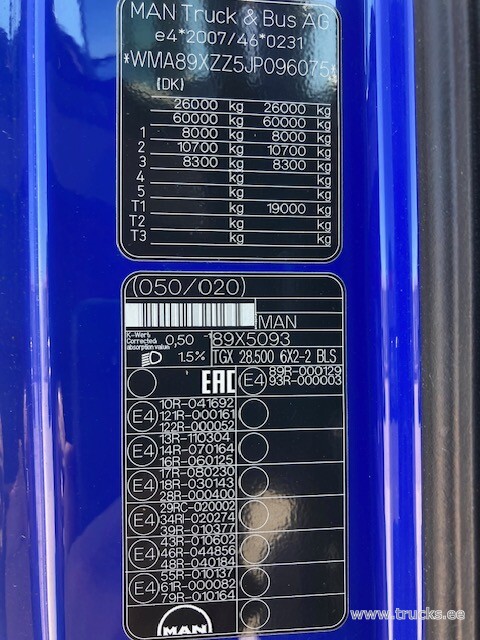 MAN Truck & Bus AG
e4*2007/46*0231
*WMA89XZZ5JP096075*
(DK)
26000 kg 26000 kg
60000 kg 60000 kg
1 8000 kg 8000 kg
2 10700 kg 10700 kg
3 8300 kg 8300 kg
4 kg kg
5 kg kg
T1 kg 19000 kg
T2 kg kg
T3 kg kg
(050/020)
MAN
K-Wert:
Corrected
absorption value
0,50 -
89X5093
1.5% TGX 28.500 6X2-2 BLS
EAC E4 89R-000129
93R-000003
10R-041692
E4 121R-000161
122R-000052
13R-110304
E4 14R-070164
16R-060125
17R-080230
E4 18R-030143
28R-000400
29RC-020002
E4 34RI-020274
39R-010377
43R-010602
E4 46R-044856
48R-040184
55R-010137
E4 61R-000082
79R-010164
MAN
www.trucks.ee